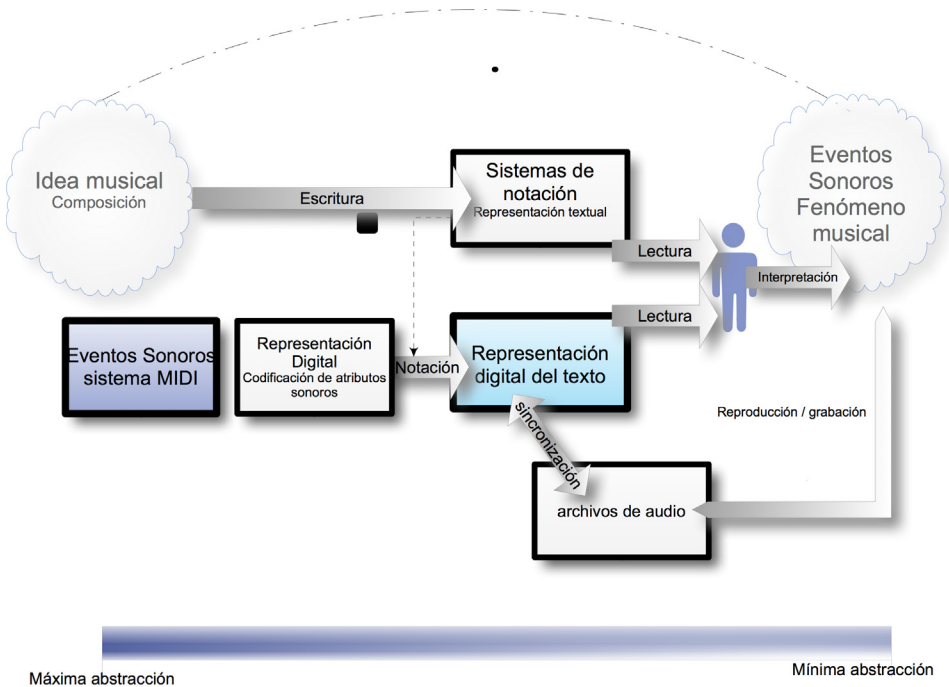 Idea musical
Composición
Escritura
Sistemas de
notación
Representación textual
Eventos
Sonoros
Fenómeno
musical
Lectura
Interpretación
Lectura
Eventos Sonoros
sistema MIDI
Representación
Digital
Codificación de atributos
sonoros
Notación
Representación
digital del texto
sincronización
Reproducción / grabación
archivos de audio
Máxima abstracción
Mínima abstracción